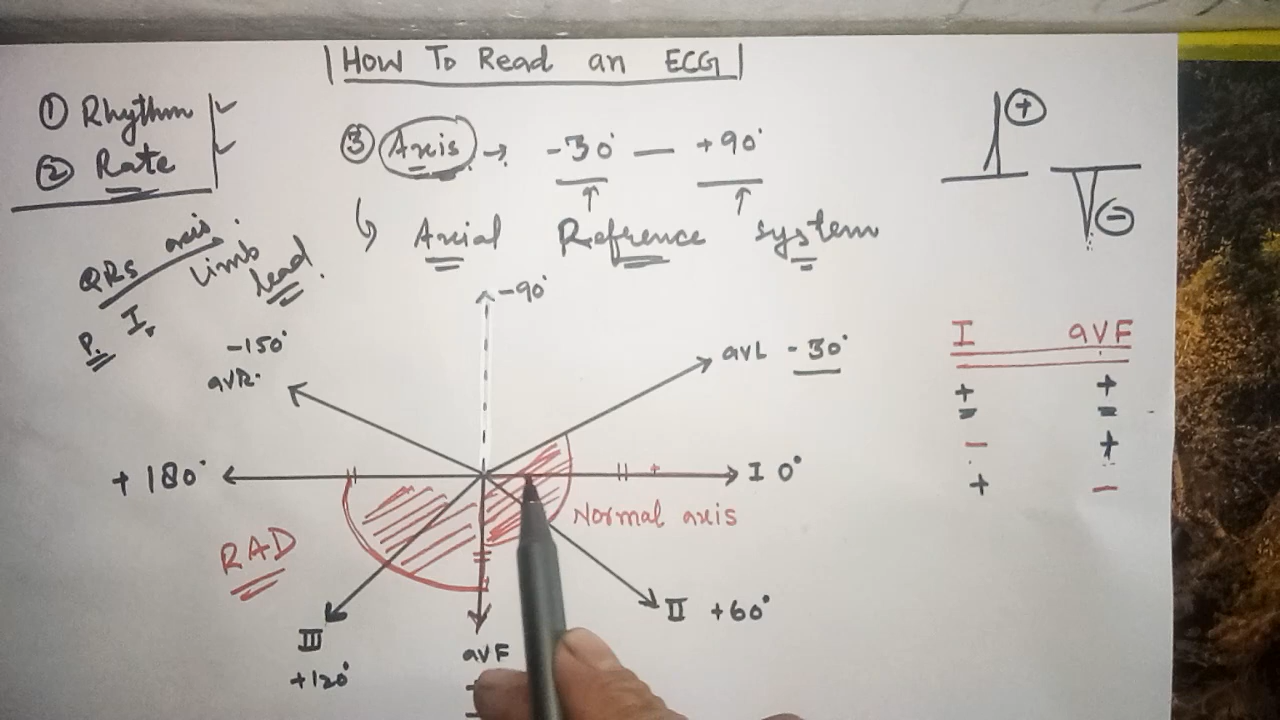 How To Read an ECG
① Rhythm
② Rate
③ Axis → -30° — +90°
Axial Refrence system
+
-
QRS axis
limb lead.
I.
P.
-90°
-150°
aVR.
aVL -30°
I aVF
+ +
- +
+ -
+ 180°
I 0°
+
Normal axis
RAD
II +60°
III
+120°
aVF